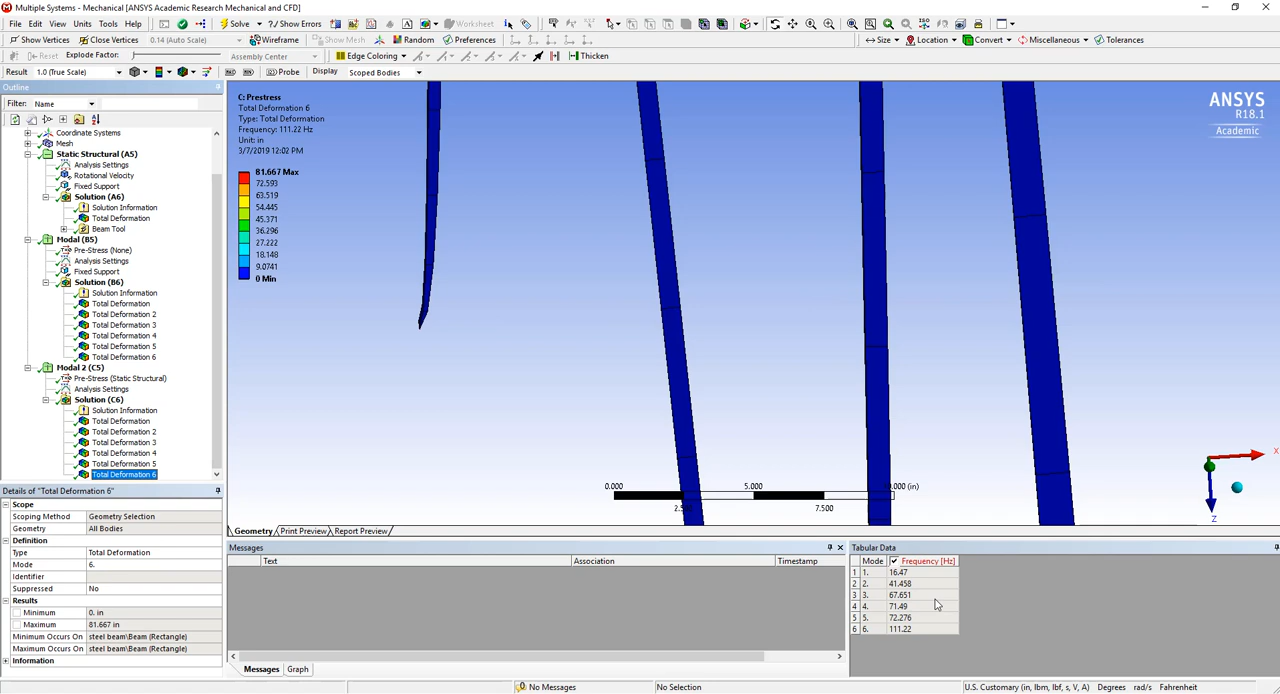 Multiple Systems - Mechanical [ANSYS Academic Research Mechanical and CFD]
File Edit View Units Tools Help Solve ?/ Show Errors Worksheet
Show Vertices Close Vertices 0.14 (Auto Scale) Wireframe Show Mesh Random Preferences Size Location Convert Miscellaneous Tolerances
Reset Explode Factor: Assembly Center Edge Coloring Thicken
Result 1.0 (True Scale) Probe Display Scoped Bodies
Outline
Filter: Name
Coordinate Systems
Mesh
Static Structural (A5)
Analysis Settings
Rotational Velocity
Fixed Support
Solution (A6)
Solution Information
Total Deformation
Beam Tool
Modal (B5)
Pre-Stress (None)
Analysis Settings
Fixed Support
Solution (B6)
Solution Information
Total Deformation
Total Deformation 2
Total Deformation 3
Total Deformation 4
Total Deformation 5
Total Deformation 6
Modal 2 (C5)
Pre-Stress (Static Structural)
Analysis Settings
Solution (C6)
Solution Information
Total Deformation
Total Deformation 2
Total Deformation 3
Total Deformation 4
Total Deformation 5
Total Deformation 6
Details of "Total Deformation 6"
Scope
Scoping Method Geometry Selection
Geometry All Bodies
Definition
Type Total Deformation
Mode 6.
Identifier
Suppressed No
Results
Minimum 0. in
Maximum 81.667 in
Minimum Occurs On steel beam\Beam (Rectangle)
Maximum Occurs On steel beam\Beam (Rectangle)
Information
C: Prestress
Total Deformation 6
Type: Total Deformation
Frequency: 111.22 Hz
Unit: in
3/7/2019 12:02 PM
81.667 Max
72.593
63.519
54.445
45.371
36.296
27.222
18.148
9.0741
0 Min
ANSYS
R18.1
Academic
X
Z
0.000 5.000 10.000 (in)
2.500 7.500
Geometry Print Preview Report Preview
Messages
Text Association Timestamp
Messages Graph
Tabular Data
Mode Frequency [Hz]
1 1. 16.47
2 2. 41.458
3 3. 67.651
4 4. 71.49
5 5. 72.276
6 6. 111.22
No Messages No Selection U.S. Customary (in, lbm, lbf, s, V, A) Degrees rad/s Fahrenheit